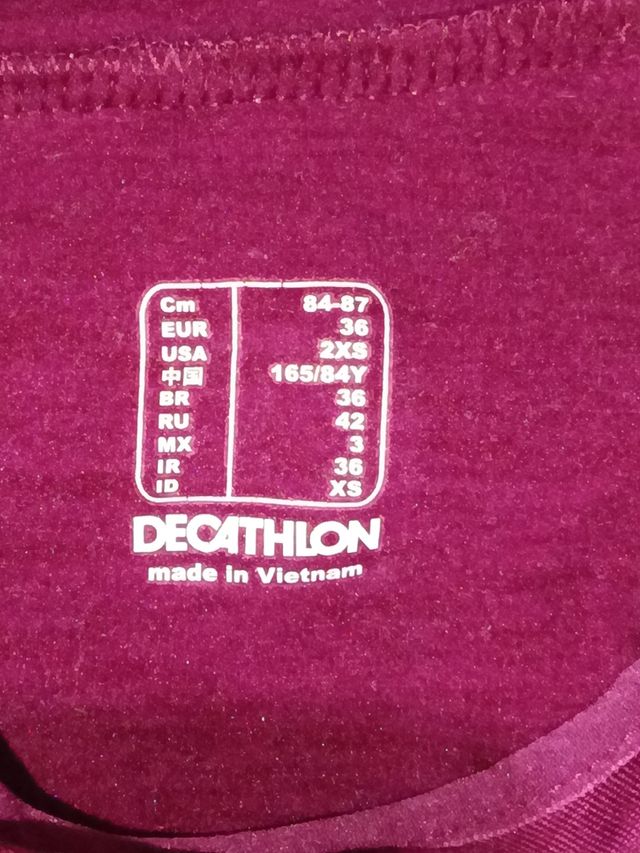 Cm 84-87
EUR 36
USA 2XS
中国 165/84Y
BR 36
RU 42
MX 3
IR 36
ID XS
DECATHLON
made in Vietnam